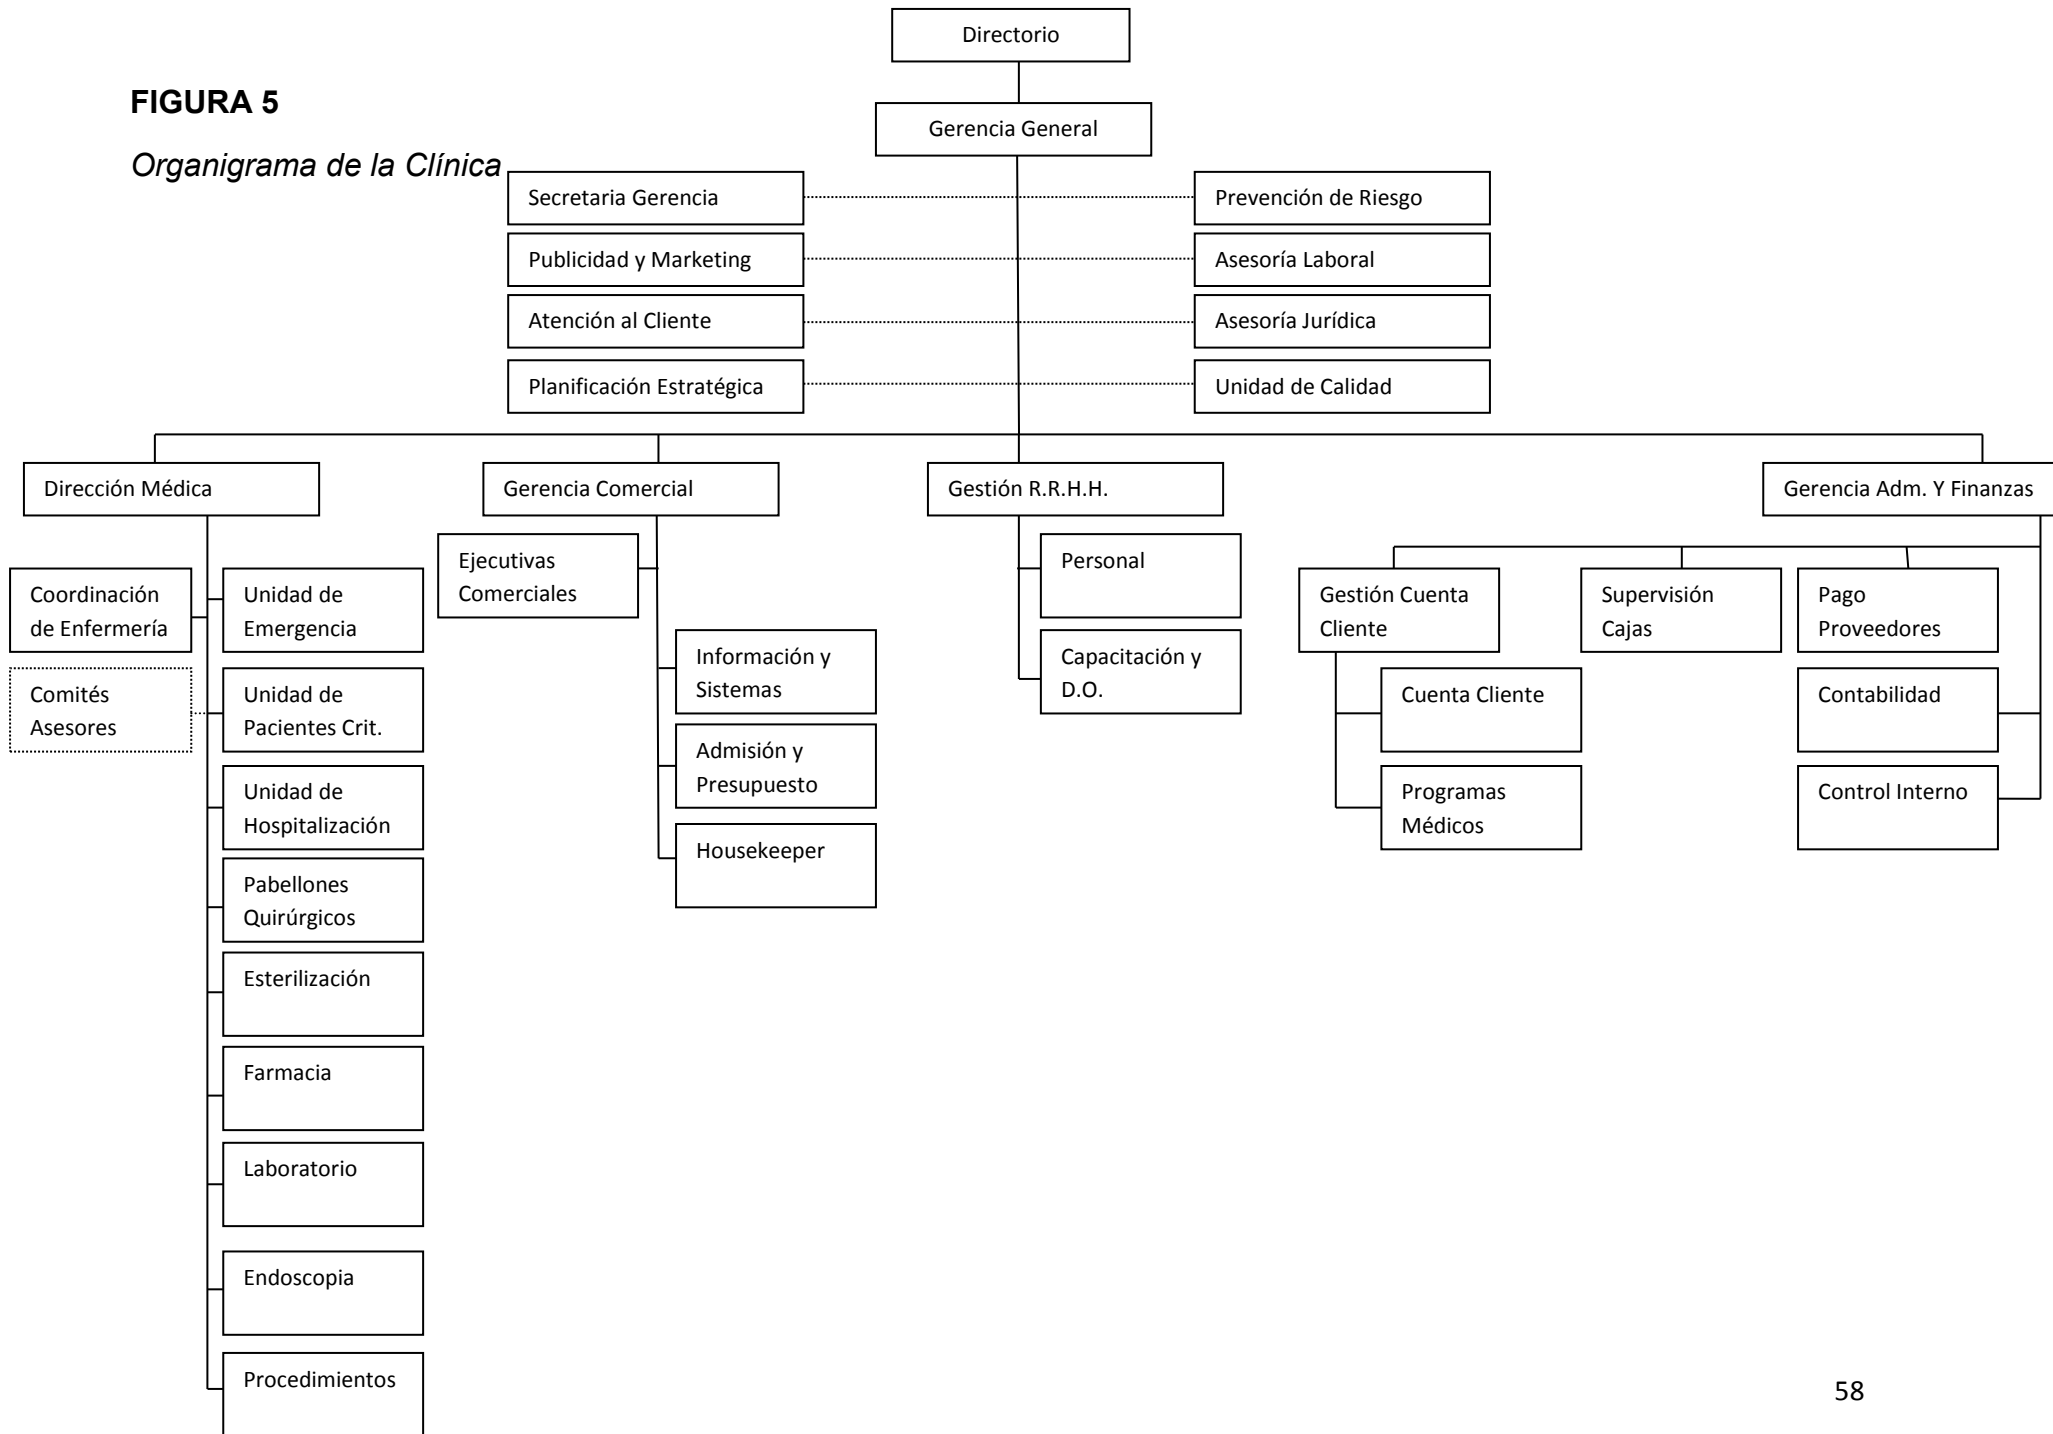 Directorio
FIGURA 5
Gerencia General
Organigrama de la Clínica
Secretaria Gerencia
Prevención de Riesgo
Publicidad y Marketing
Asesoría Laboral
Atención al Cliente
Asesoría Jurídica
Planificación Estratégica
Unidad de Calidad
Dirección Médica
Gerencia Comercial
Gestión R.R.H.H.
Gerencia Adm. Y Finanzas
Coordinación
de Enfermería
Comités
Asesores
Unidad de
Emergencia
Unidad de
Pacientes Crit.
Unidad de
Hospitalización
Pabellones
Quirúrgicos
Esterilización
Farmacia
Laboratorio
Endoscopia
Procedimientos
Ejecutivas
Comerciales
Información y
Sistemas
Admisión y
Presupuesto
Housekeeper
Personal
Capacitación y
D.O.
Gestión Cuenta
Cliente
Supervisión
Cajas
Pago
Proveedores
Cuenta Cliente
Programas
Médicos
Contabilidad
Control Interno
58